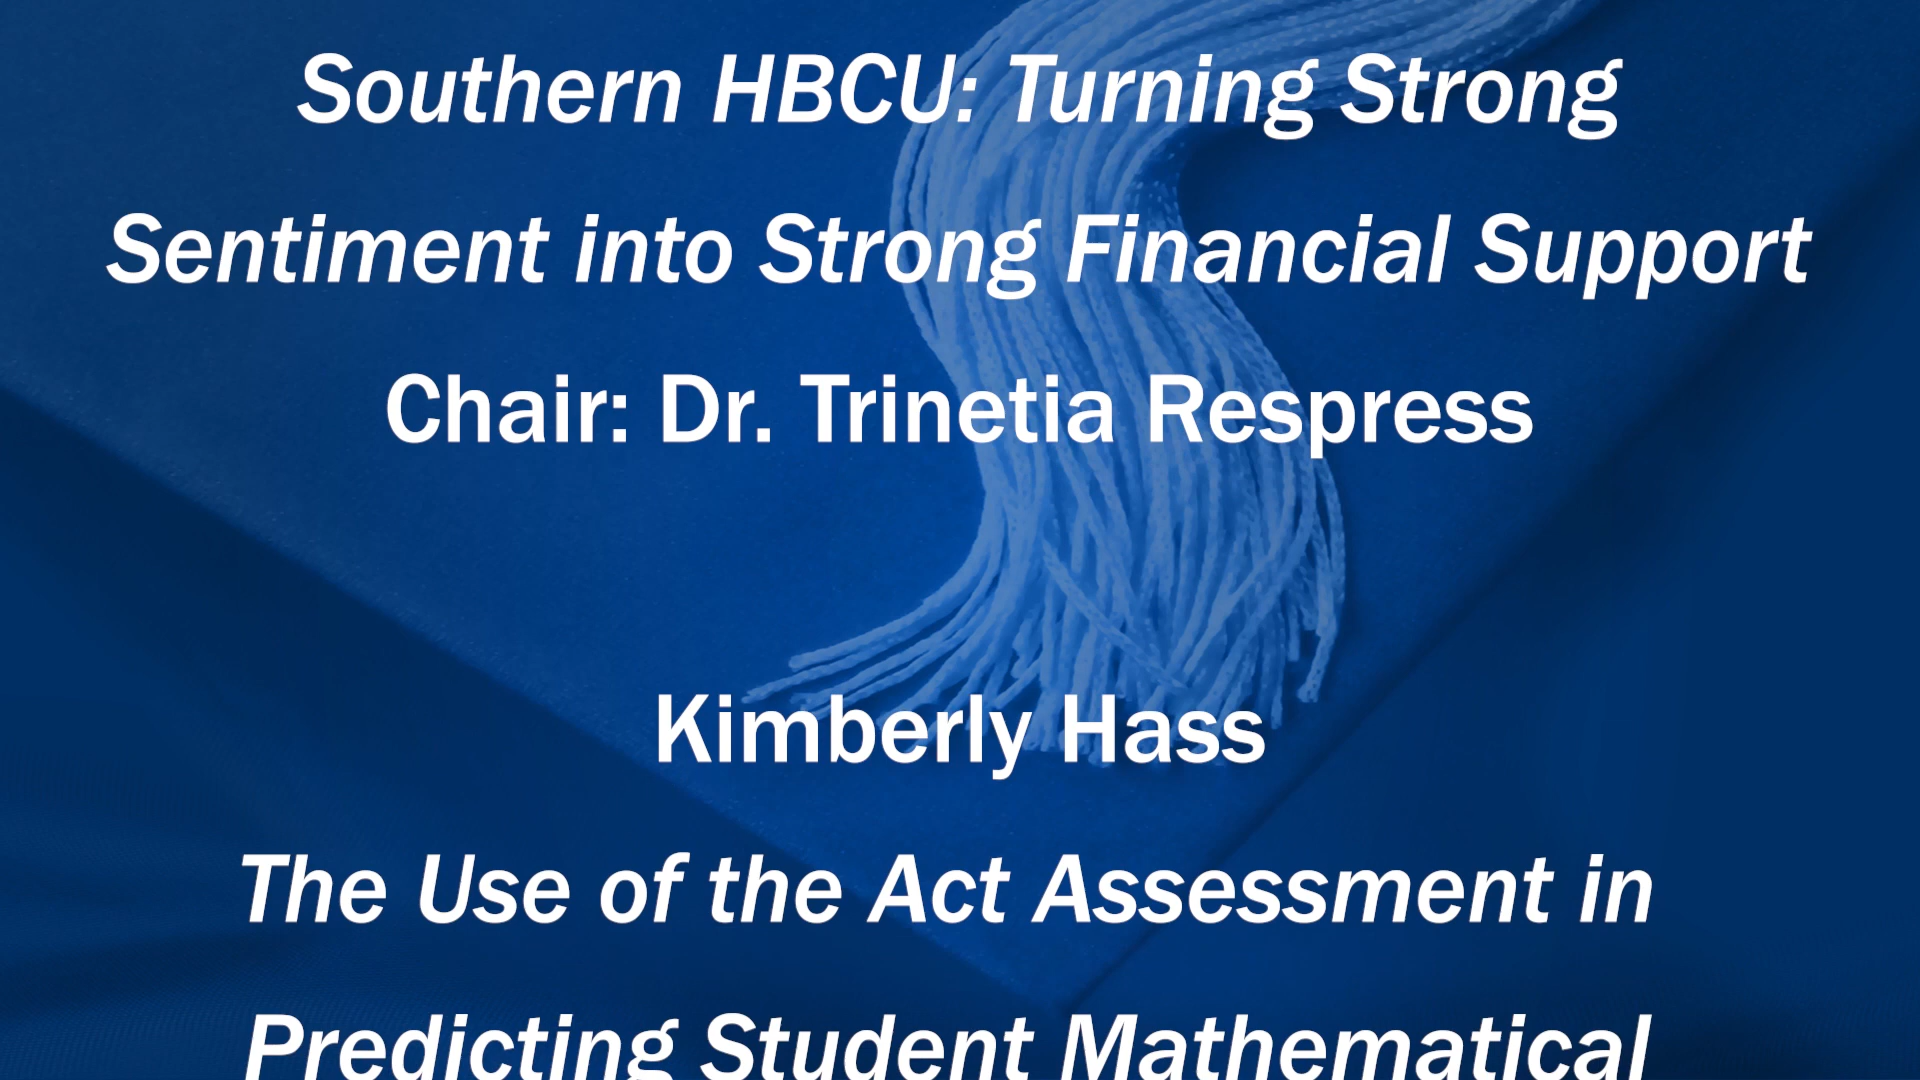 Southern HBCU: Turning Strong
Sentiment into Strong Financial Support
Chair: Dr. Trinetia Respress
Kimberly Hass
The Use of the Act Assessment in
Predicting Student Mathematical